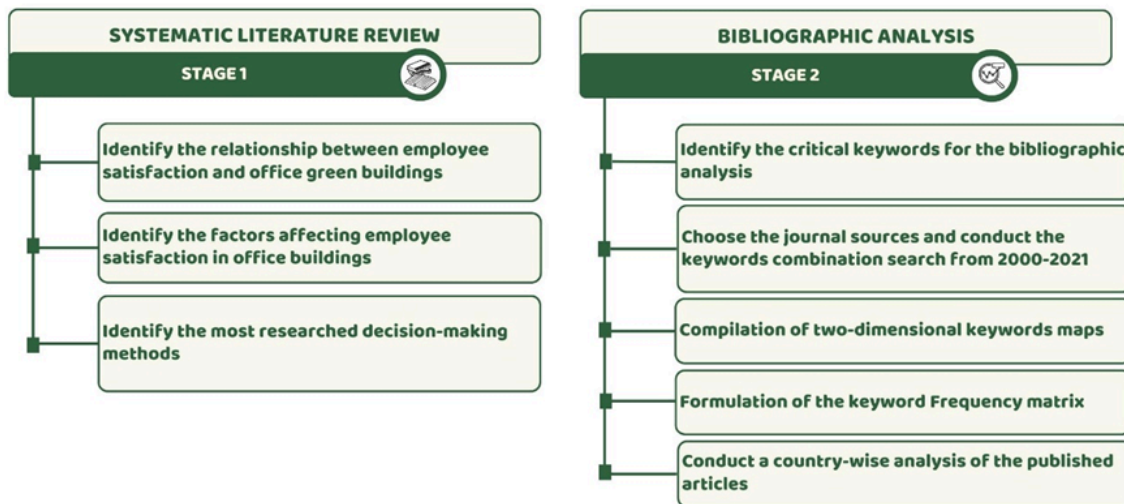 SYSTEMATIC LITERATURE REVIEW
STAGE 1
Identify the relationship between employee
satisfaction and office green buildings
Identify the factors affecting employee
satisfaction in office buildings
Identify the most researched decision-making
methods
BIBLIOGRAPHIC ANALYSIS
STAGE 2
Identify the critical keywords for the bibliographic
analysis
Choose the journal sources and conduct the
keywords combination search from 2000-2021
Compilation of two-dimensional keywords maps
Formulation of the keyword Frequency matrix
Conduct a country-wise analysis of the published
articles